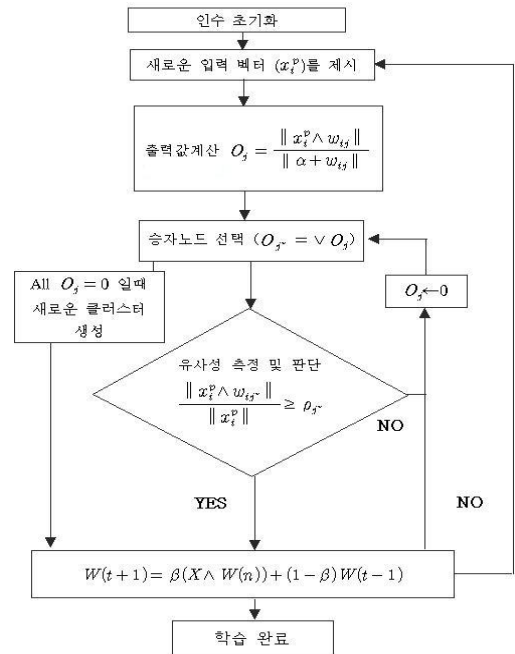 인수 초기화
새로운 입력 벡터 (x_i^p)를 제시
출력값계산 O_j = ‖ x_i^p ∧ w_ij ‖ / ‖ α + w_ij ‖
승자노드 선택 (O_j~ = ∨ O_j)
All O_j = 0 일때
새로운 클러스터
생성
O_j ← 0
유사성 측정 및 판단
‖ x_i^p ∧ w_ij~ ‖ / ‖ x_i^p ‖ ≥ ρ_j~
NO
YES
NO
W(t+1) = β(X ∧ W(n)) + (1-β)W(t-1)
학습 완료